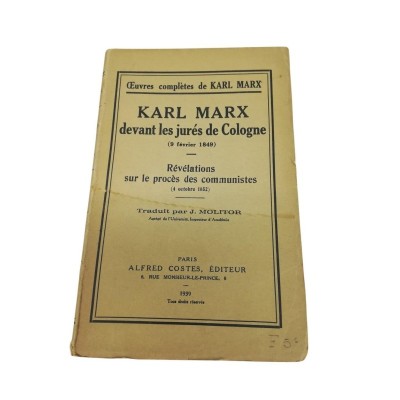 Œuvres complètes de KARL MARX
KARL MARX
devant les jurés de Cologne
(9 février 1849)
Révélations
sur le procès des communistes
(4 octobre 1852)
Traduit par J. MOLITOR
PARIS
ALFRED COSTES, ÉDITEUR
8, RUE MONSIEUR-LE-PRINCE, 8
1939
Tous droits réservés